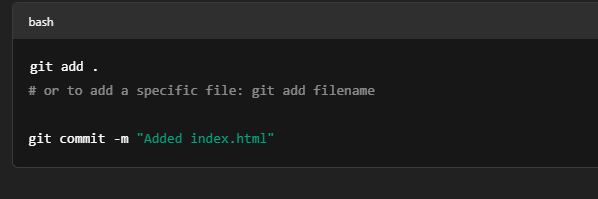 bash
git add .
# or to add a specific file: git add filename
git commit -m "Added index.html"